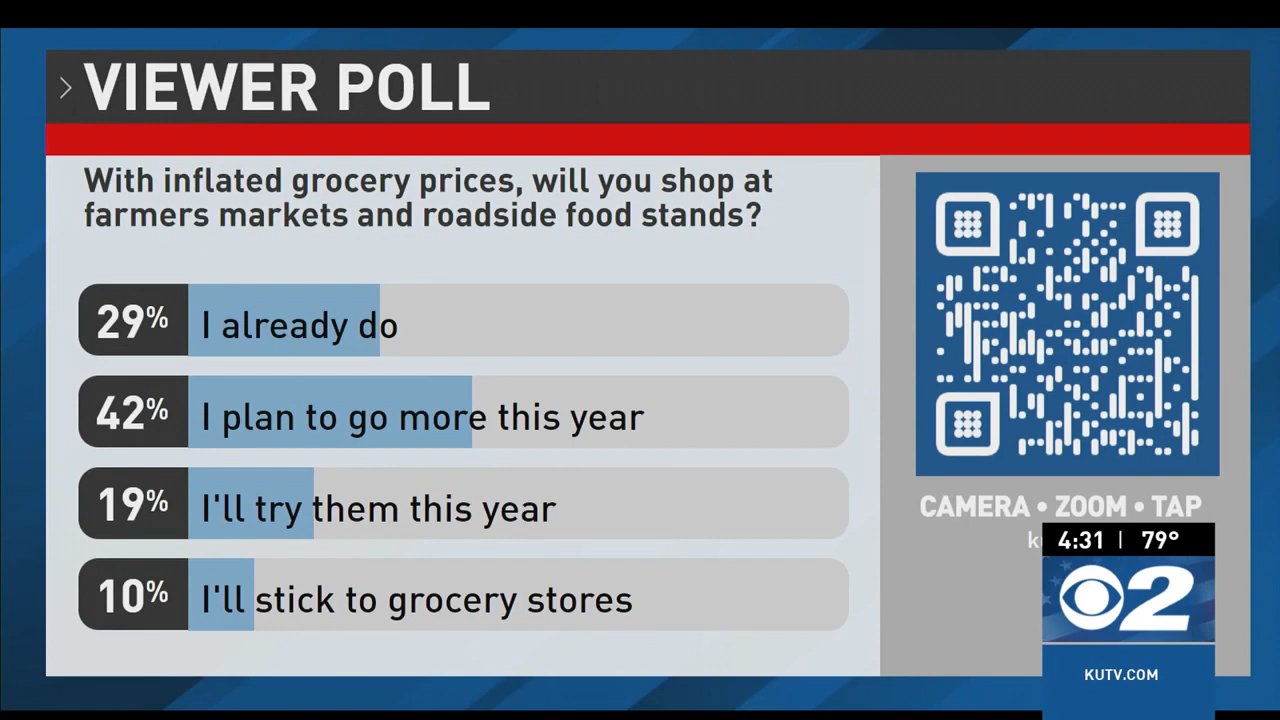 VIEWER POLL
With inflated grocery prices, will you shop at
farmers markets and roadside food stands?
29% I already do
42% I plan to go more this year
19% I'll try them this year
10% I'll stick to grocery stores
CAMERA • ZOOM • TAP
4:31 | 79°
2
KUTV.COM